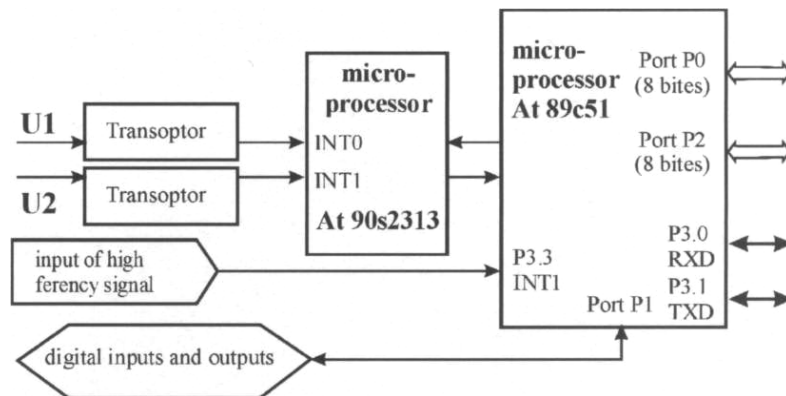 U1
Transoptor
U2
Transoptor
micro-
processor
INT0
INT1
At 90s2313
micro-
processor
At 89c51
Port P0
(8 bites)
Port P2
(8 bites)
P3.0
RXD
P3.1
TXD
P3.3
INT1
Port P1
input of high
ferency signal
digital inputs and outputs